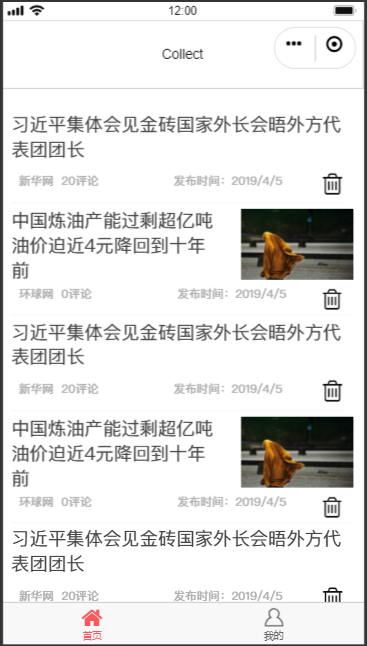 12:00
Collect
习近平集体会见金砖国家外长会晤外方代
表团团长
新华网 20评论 发布时间：2019/4/5
中国炼油产能过剩超亿吨
油价迫近4元降回到十年
前
环球网 0评论 发布时间：2019/4/5
习近平集体会见金砖国家外长会晤外方代
表团团长
新华网 20评论 发布时间：2019/4/5
中国炼油产能过剩超亿吨
油价迫近4元降回到十年
前
环球网 0评论 发布时间：2019/4/5
习近平集体会见金砖国家外长会晤外方代
表团团长
新华网 20评论 发布时间：2019/4/5
首页 我的